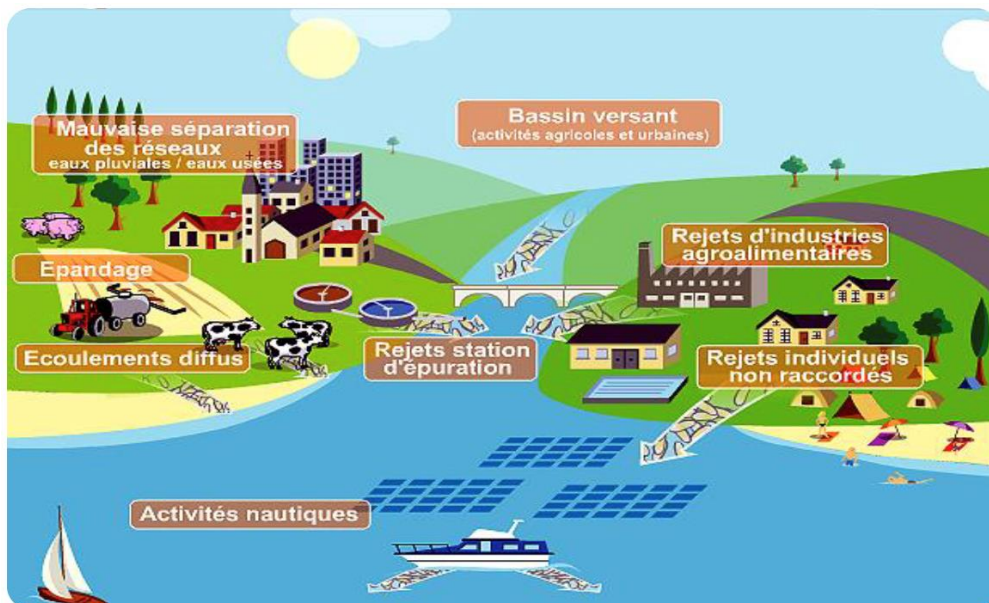 Mauvaise séparation
des réseaux
eaux pluviales / eaux usées
Bassin versant
(activités agricoles et urbaines)
Rejets d'industries
agroalimentaires
Epandage
Ecoulements diffus
Rejets station
d'épuration
Rejets individuels
non raccordés
Activités nautiques